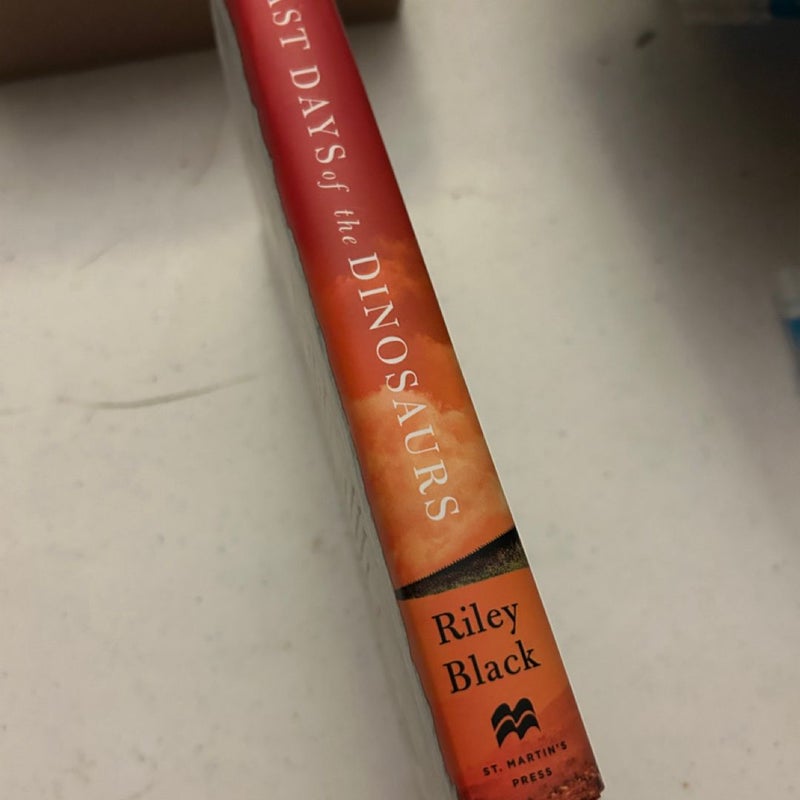 AST DAYS of the DINOSAURS
Riley
Black
ST. MARTIN'S
PRESS